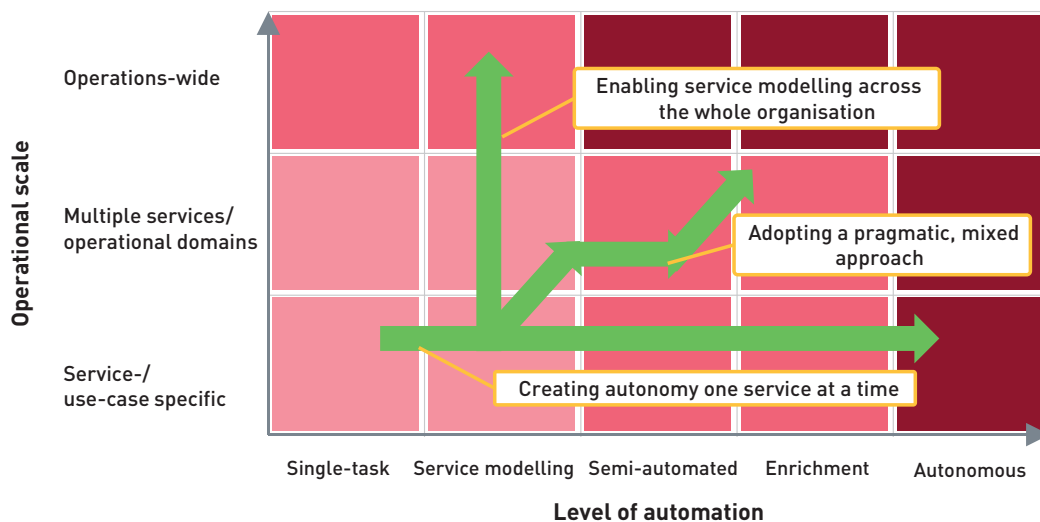 Operational scale
Operations-wide
Enabling service modelling across
the whole organisation
Multiple services/
operational domains
Adopting a pragmatic, mixed
approach
Service-/
use-case specific
Creating autonomy one service at a time
Single-task
Service modelling
Semi-automated
Enrichment
Autonomous
Level of automation